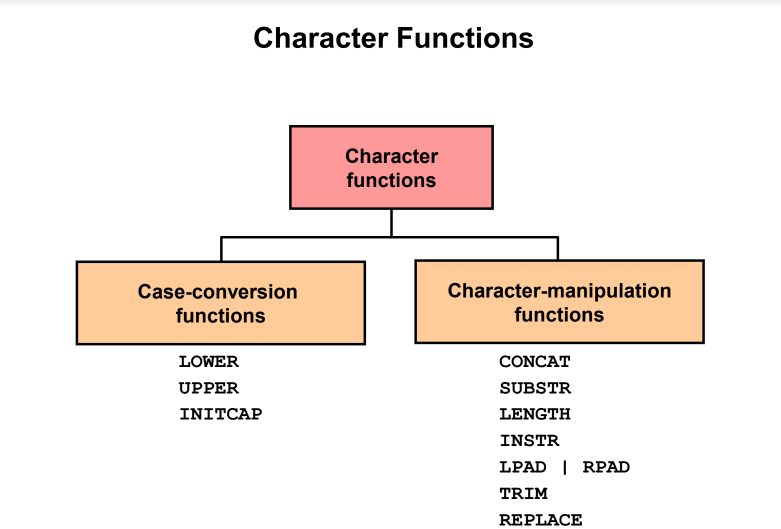 Character Functions
Character
functions
Case-conversion
functions
LOWER
UPPER
INITCAP
Character-manipulation
functions
CONCAT
SUBSTR
LENGTH
INSTR
LPAD | RPAD
TRIM
REPLACE